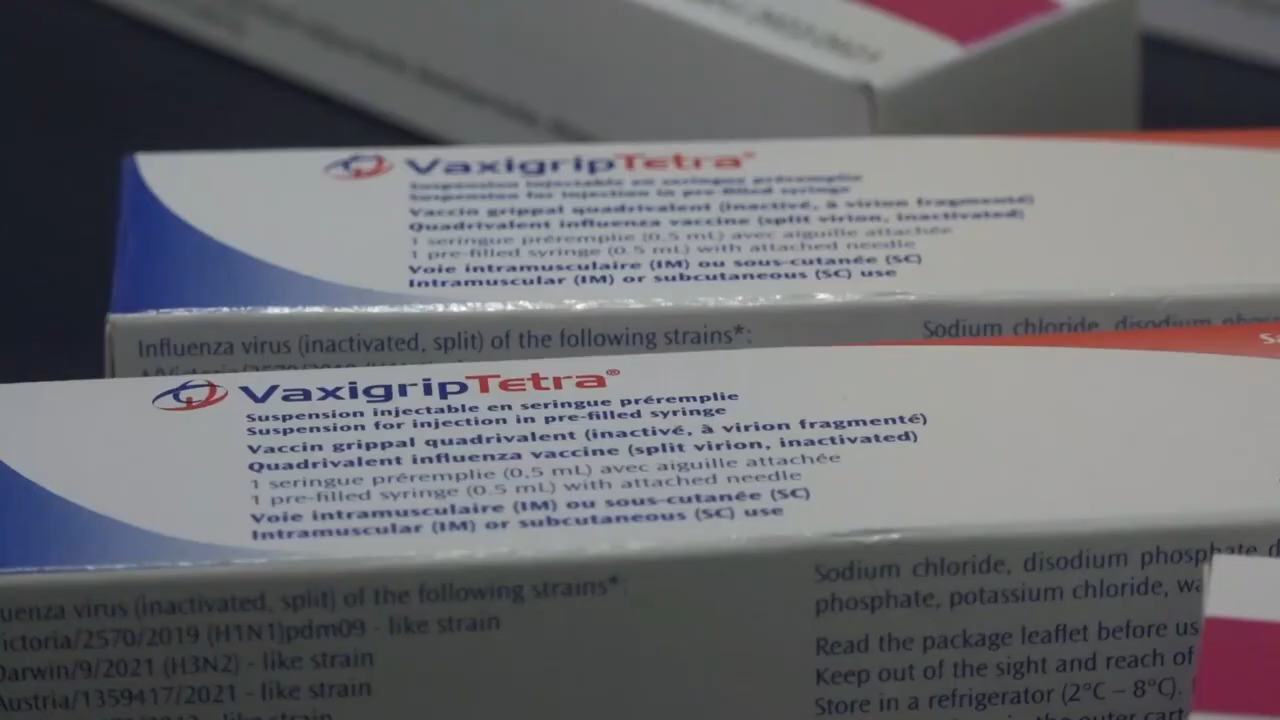 VaxigripTetra®
Suspension injectable en seringue préremplie
Suspension for injection in pre-filled syringe
Vaccin grippal quadrivalent (inactivé, à virion fragmenté)
Quadrivalent influenza vaccine (split virion, inactivated)
1 seringue préremplie (0.5 mL) avec aiguille attachée
1 pre-filled syringe (0.5 mL) with attached needle
Voie intramusculaire (IM) ou sous-cutanée (SC)
Intramuscular (IM) or subcutaneous (SC) use
Influenza virus (inactivated, split) of the following strains*:
Sodium chloride, disodium
VaxigripTetra®
Suspension injectable en seringue préremplie
Suspension for injection in pre-filled syringe
Vaccin grippal quadrivalent (inactivé, à virion fragmenté)
Quadrivalent influenza vaccine (split virion, inactivated)
1 seringue préremplie (0,5 mL) avec aiguille attachée
1 pre-filled syringe (0.5 mL) with attached needle
Voie intramusculaire (IM) ou sous-cutanée (SC)
Intramuscular (IM) or subcutaneous (SC) use
uenza virus (inactivated, split) of the following strains*:
ictoria/2570/2019 (H1N1)pdm09 - like strain
Darwin/9/2021 (H3N2) - like strain
Austria/1359417/2021 - like strain
like strain
Sodium chloride, disodium phosphate d
phosphate, potassium chloride, wa
Read the package leaflet before us
Keep out of the sight and reach of
Store in a refrigerator (2°C – 8°C).
in the outer cart